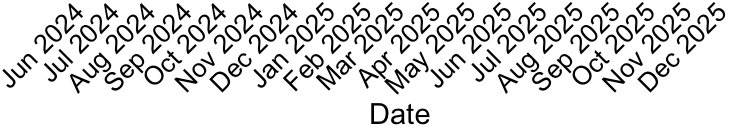 Jun 2024
Jul 2024
Aug 2024
Sep 2024
Oct 2024
Nov 2024
Dec 2024
Jan 2025
Feb 2025
Mar 2025
Apr 2025
May 2025
Jun 2025
Jul 2025
Aug 2025
Sep 2025
Oct 2025
Nov 2025
Dec 2025
Date